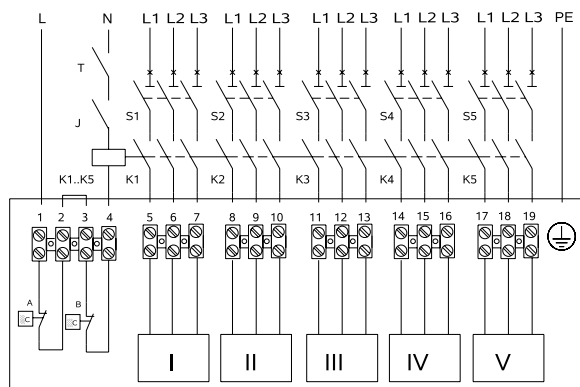 L N L1 L2 L3 L1 L2 L3 L1 L2 L3 L1 L2 L3 L1 L2 L3 PE
T
S1 S2 S3 S4 S5
J
K1..K5 K1 K2 K3 K4 K5
1 2 3 4 5 6 7 8 9 10 11 12 13 14 15 16 17 18 19
A B
C C
I II III IV V